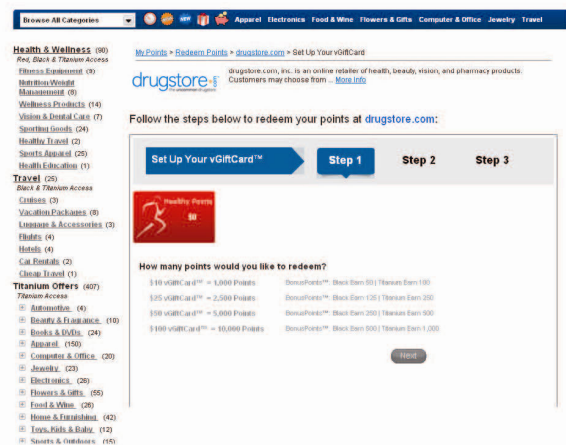 Browse All Categories
Apparel Electronics Food & Wine Flowers & Gifts Computer & Office Jewelry Travel
Health & Wellness (90)
Red, Black & Titanium Access
Fitness Equipment (8)
Nutrition/Weight
Management (8)
Wellness Products (14)
Vision & Dental Care (7)
Sporting Goods (24)
Healthy Travel (2)
Sports Apparel (25)
Health Education (1)
Travel (25)
Black & Titanium Access
Cruises (3)
Vacation Packages (8)
Luggage & Accessories (3)
Flights (4)
Hotels (4)
Car Rentals (2)
Cheap Travel (1)
Titanium Offers (407)
Titanium Access
Automotive (4)
Beauty & Fragrance (10)
Books & DVDs (24)
Apparel (150)
Computer & Office (20)
Jewelry (23)
Electronics (26)
Flowers & Gifts (55)
Food & Wine (26)
Home & Furnishing (42)
Toys, Kids & Baby (12)
Sports & Outdoors (15)
My Points > Redeem Points > drugstore.com > Set Up Your vGiftCard
drugstore
drugstore.com, inc. is an online retailer of health, beauty, vision, and pharmacy products.
Customers may choose from ... More Info
Follow the steps below to redeem your points at drugstore.com:
Set Up Your vGiftCard™ Step 1 Step 2 Step 3
Healthy Points
$0
How many points would you like to redeem?
$10 vGiftCard™ = 1,000 Points BonusPoints™: Black Earn 50 | Titanium Earn 100
$25 vGiftCard™ = 2,500 Points BonusPoints™: Black Earn 125 | Titanium Earn 250
$50 vGiftCard™ = 5,000 Points BonusPoints™: Black Earn 250 | Titanium Earn 500
$100 vGiftCard™ = 10,000 Points BonusPoints™: Black Earn 500 | Titanium Earn 1,000
Next